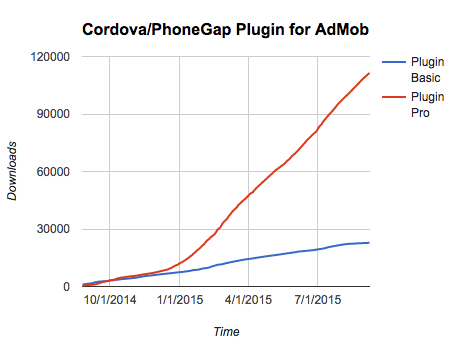 Cordova/PhoneGap Plugin for AdMob
120000
90000
60000
30000
0
Downloads
10/1/2014
1/1/2015
4/1/2015
7/1/2015
Time
Plugin
Basic
Plugin
Pro